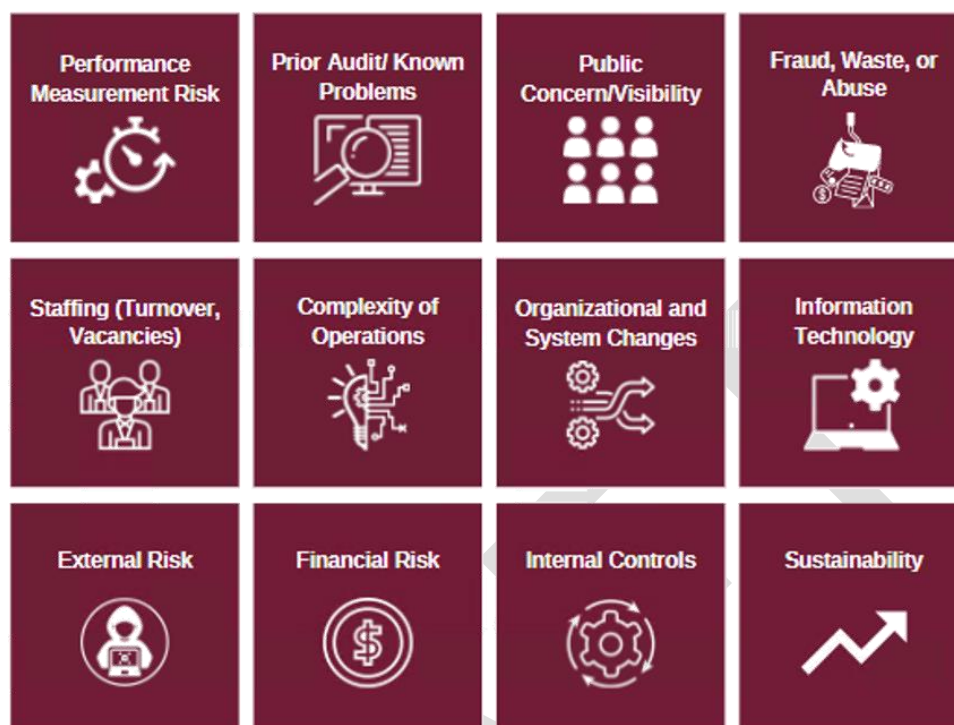 Performance
Measurement Risk
Prior Audit/ Known
Problems
Public
Concern/Visibility
Fraud, Waste, or
Abuse
Staffing (Turnover,
Vacancies)
Complexity of
Operations
Organizational and
System Changes
Information
Technology
External Risk
Financial Risk
Internal Controls
Sustainability